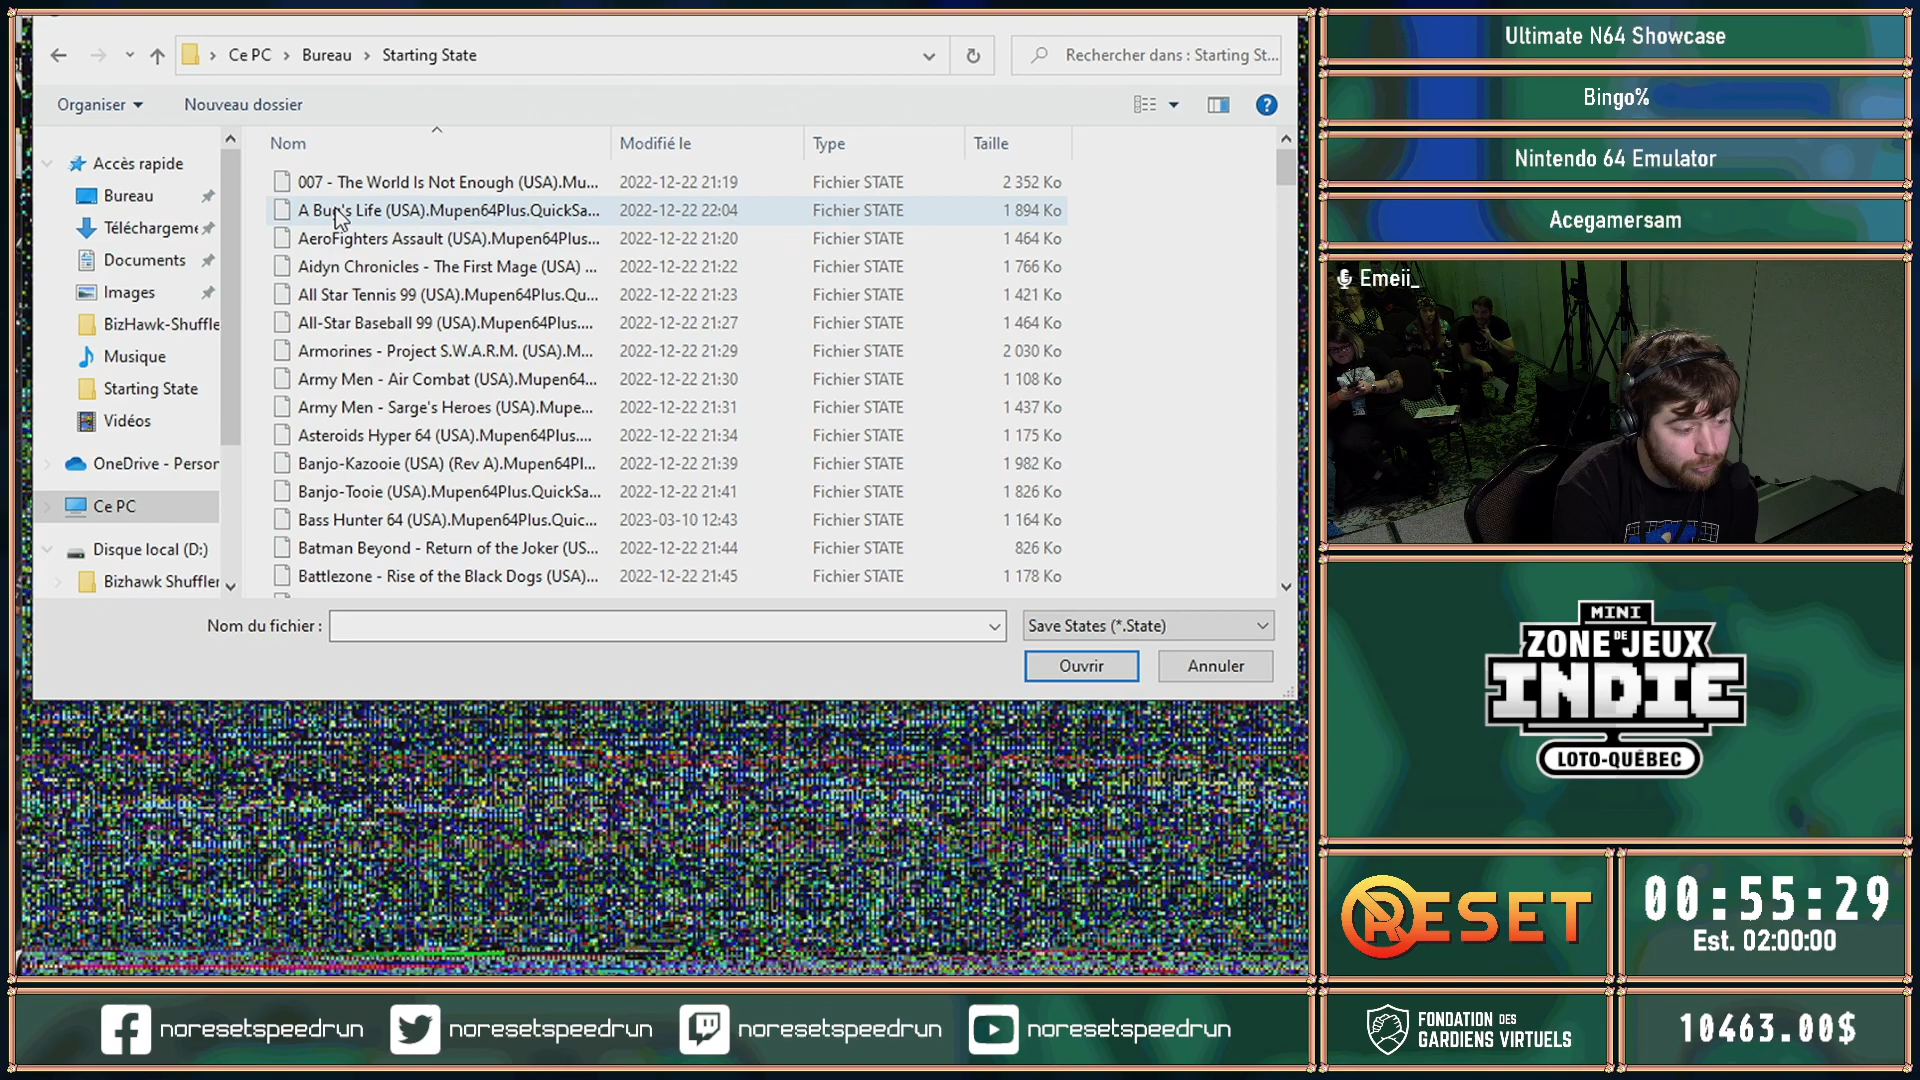 Ce PC > Bureau > Starting State
Rechercher dans : Starting St...
Organiser
Nouveau dossier
?
Nom
Modifié le
Type
Taille
Accès rapide
Bureau
Téléchargeme
Documents
Images
BizHawk-Shuffle
Musique
Starting State
Vidéos
OneDrive - Person
Ce PC
Disque local (D:)
Bizhawk Shuffler
007 - The World Is Not Enough (USA).Mu... 2022-12-22 21:19 Fichier STATE 2 352 Ko
A Bug's Life (USA).Mupen64Plus.QuickSa... 2022-12-22 22:04 Fichier STATE 1 894 Ko
AeroFighters Assault (USA).Mupen64Plus... 2022-12-22 21:20 Fichier STATE 1 464 Ko
Aidyn Chronicles - The First Mage (USA) ... 2022-12-22 21:22 Fichier STATE 1 766 Ko
All Star Tennis 99 (USA).Mupen64Plus.Qu... 2022-12-22 21:23 Fichier STATE 1 421 Ko
All-Star Baseball 99 (USA).Mupen64Plus.... 2022-12-22 21:27 Fichier STATE 1 464 Ko
Armorines - Project S.W.A.R.M. (USA).M... 2022-12-22 21:29 Fichier STATE 2 030 Ko
Army Men - Air Combat (USA).Mupen64... 2022-12-22 21:30 Fichier STATE 1 108 Ko
Army Men - Sarge's Heroes (USA).Mupe... 2022-12-22 21:31 Fichier STATE 1 437 Ko
Asteroids Hyper 64 (USA).Mupen64Plus.... 2022-12-22 21:34 Fichier STATE 1 175 Ko
Banjo-Kazooie (USA) (Rev A).Mupen64Pl... 2022-12-22 21:39 Fichier STATE 1 982 Ko
Banjo-Tooie (USA).Mupen64Plus.QuickSa... 2022-12-22 21:41 Fichier STATE 1 826 Ko
Bass Hunter 64 (USA).Mupen64Plus.Quic... 2023-03-10 12:43 Fichier STATE 1 164 Ko
Batman Beyond - Return of the Joker (US... 2022-12-22 21:44 Fichier STATE 826 Ko
Battlezone - Rise of the Black Dogs (USA)... 2022-12-22 21:45 Fichier STATE 1 178 Ko
Nom du fichier :
Save States (*.State)
Ouvrir
Annuler
Ultimate N64 Showcase
Bingo%
Nintendo 64 Emulator
Acegamersam
Emeii_
MINI
ZONE DE JEUX
INDIE
LOTO-QUÉBEC
RESET
00:55:29
Est. 02:00:00
noresetspeedrun
noresetspeedrun
noresetspeedrun
noresetspeedrun
FONDATION DES
GARDIENS VIRTUELS
10463.00$